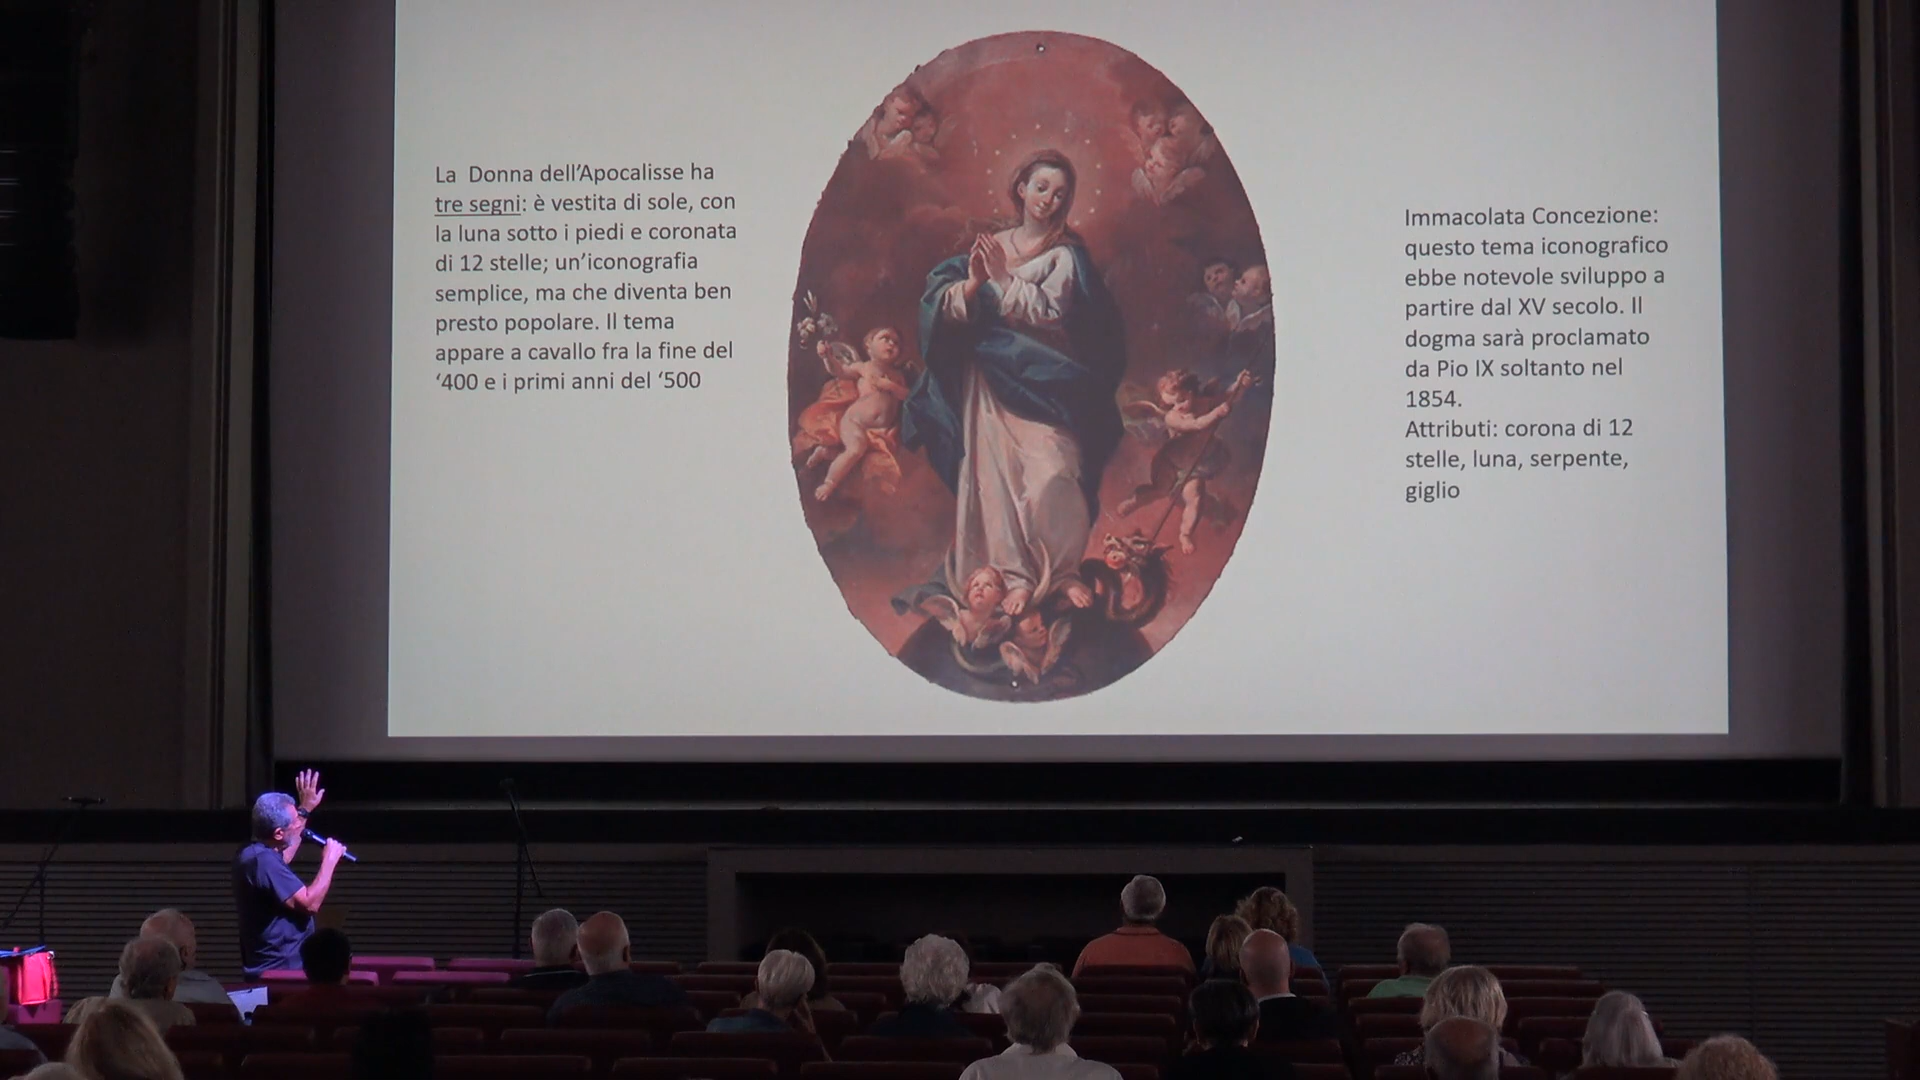 La Donna dell’Apocalisse ha
tre segni: è vestita di sole, con
la luna sotto i piedi e coronata
di 12 stelle; un’iconografia
semplice, ma che diventa ben
presto popolare. Il tema
appare a cavallo fra la fine del
‘400 e i primi anni del ‘500
Immacolata Concezione:
questo tema iconografico
ebbe notevole sviluppo a
partire dal XV secolo. Il
dogma sarà proclamato
da Pio IX soltanto nel
1854.
Attributi: corona di 12
stelle, luna, serpente,
giglio